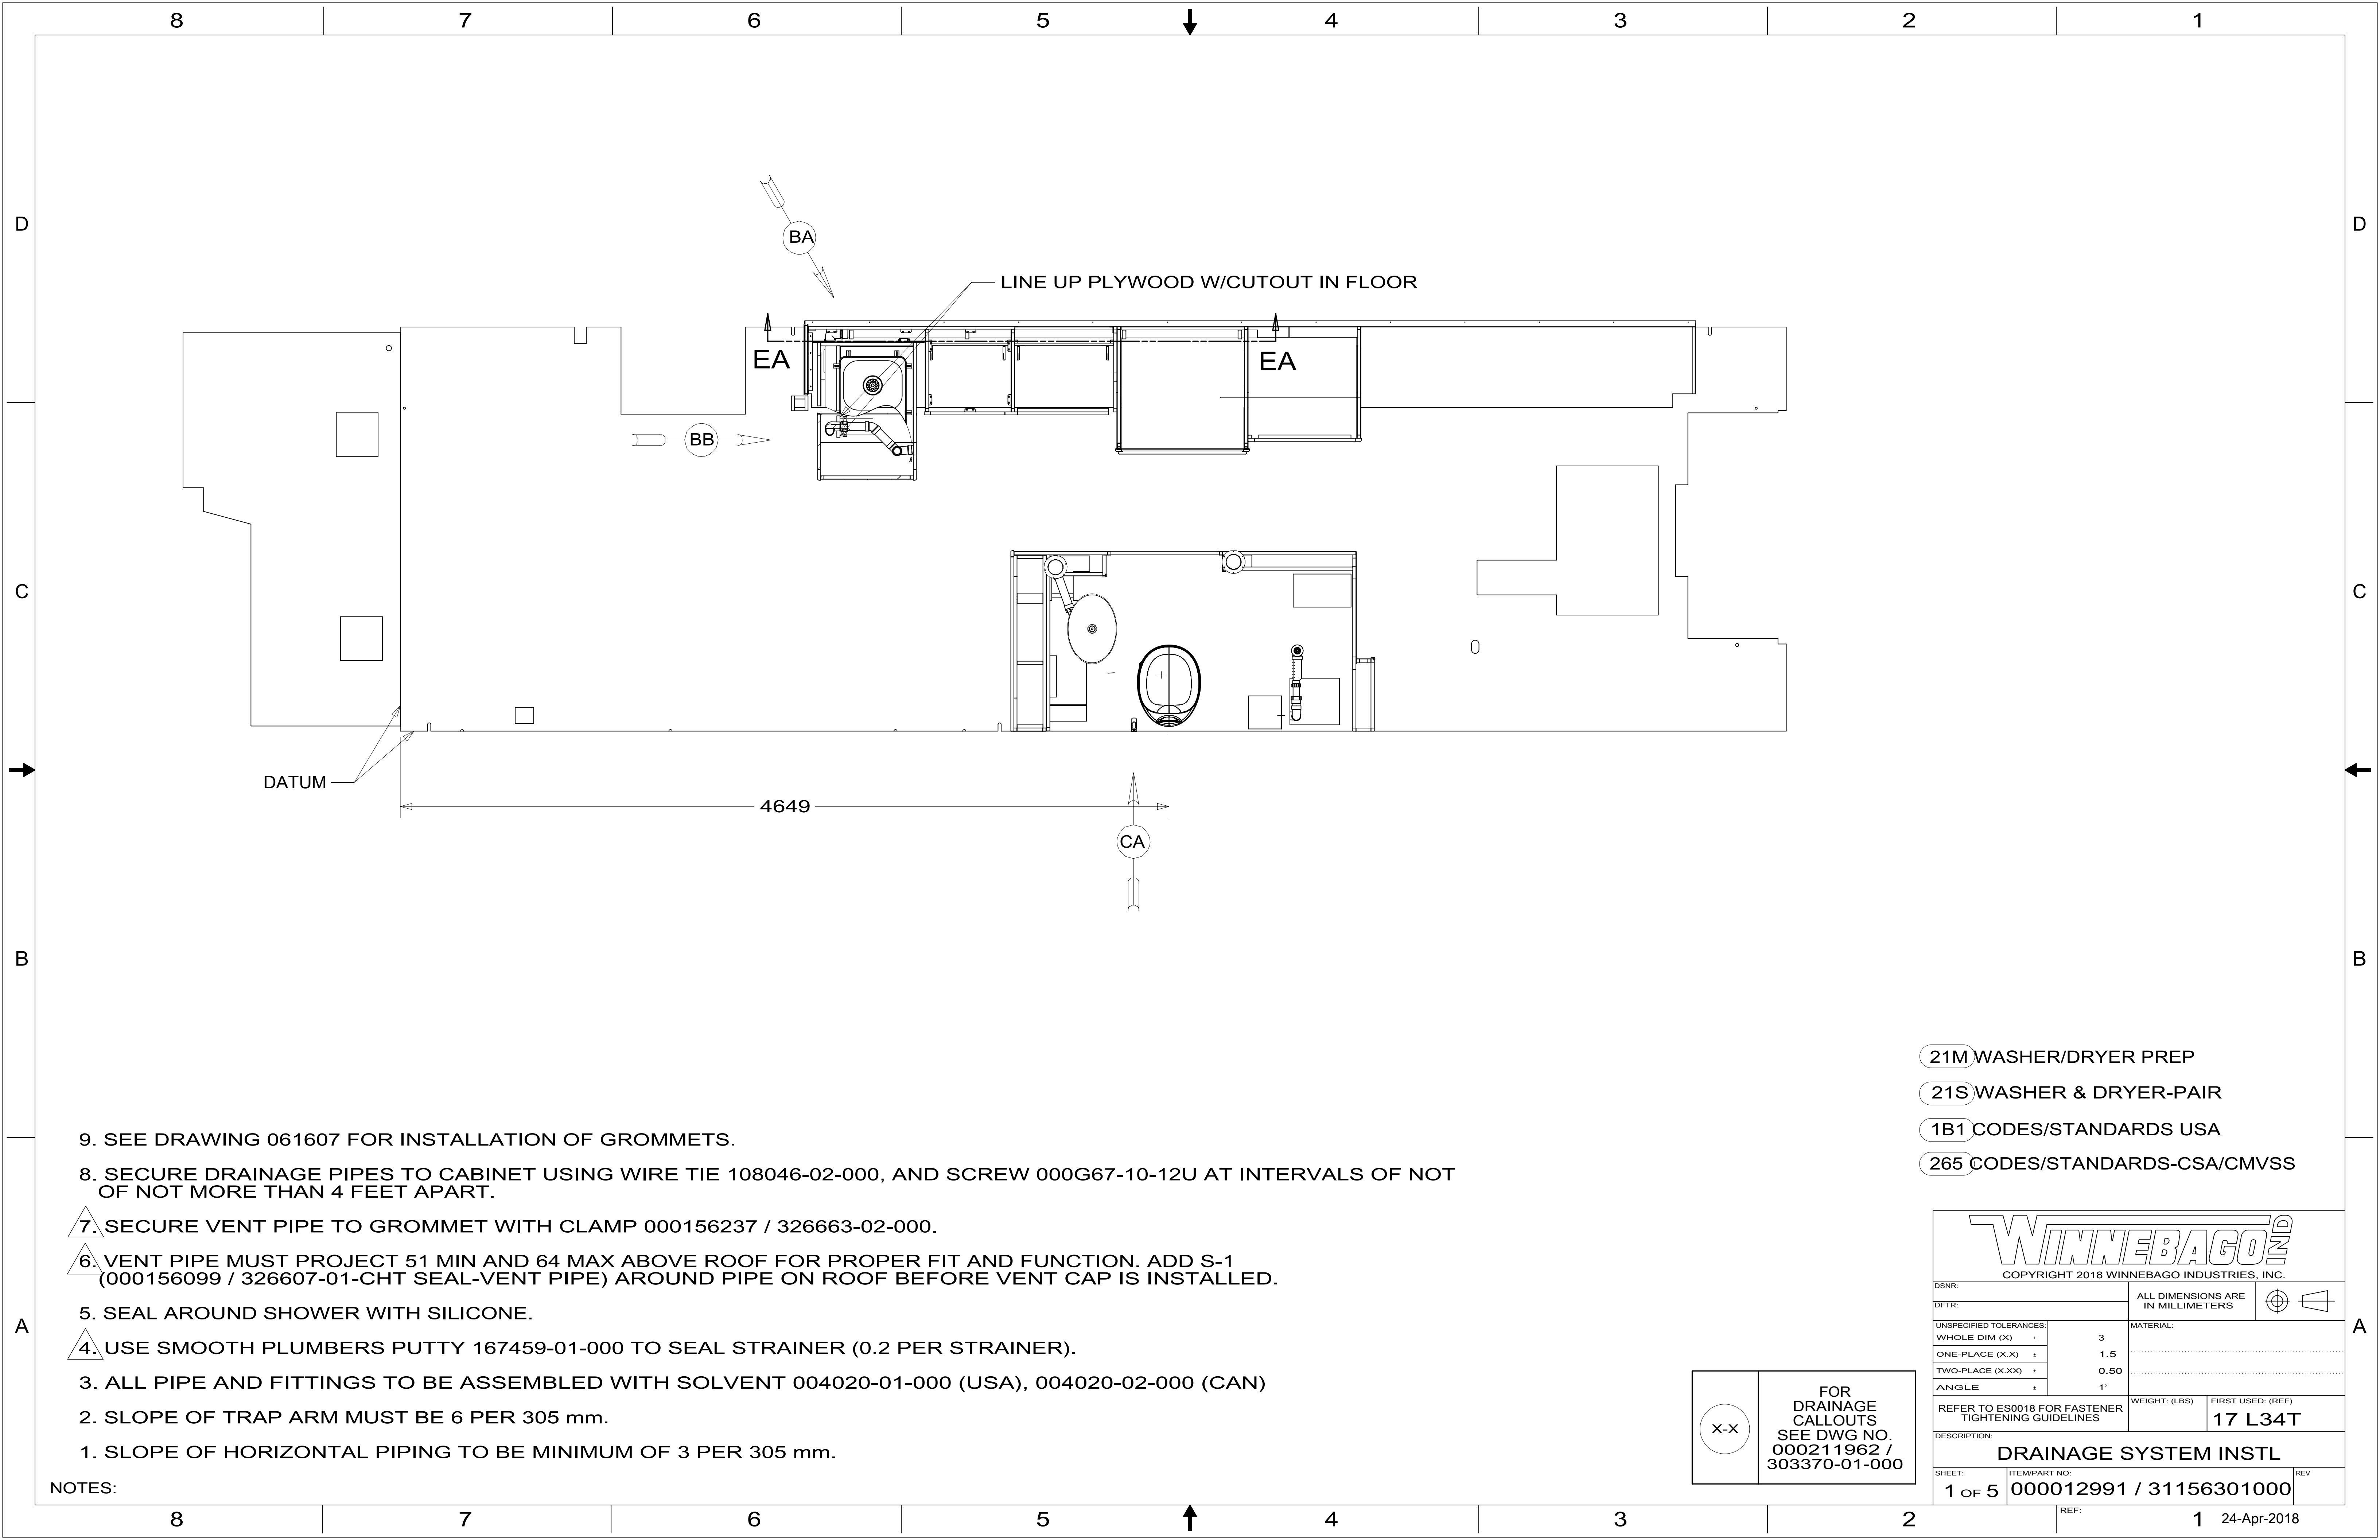 8 7 6 5 4 3 2 1
D D
BA
LINE UP PLYWOOD W/CUTOUT IN FLOOR
EA EA
BB
C C
DATUM
4649
CA
B B
21M WASHER/DRYER PREP
21S WASHER & DRYER-PAIR
1B1 CODES/STANDARDS USA
265 CODES/STANDARDS-CSA/CMVSS
9. SEE DRAWING 061607 FOR INSTALLATION OF GROMMETS.
8. SECURE DRAINAGE PIPES TO CABINET USING WIRE TIE 108046-02-000, AND SCREW 000G67-10-12U AT INTERVALS OF NOT
OF NOT MORE THAN 4 FEET APART.
7. SECURE VENT PIPE TO GROMMET WITH CLAMP 000156237 / 326663-02-000.
6. VENT PIPE MUST PROJECT 51 MIN AND 64 MAX ABOVE ROOF FOR PROPER FIT AND FUNCTION. ADD S-1
(000156099 / 326607-01-CHT SEAL-VENT PIPE) AROUND PIPE ON ROOF BEFORE VENT CAP IS INSTALLED.
5. SEAL AROUND SHOWER WITH SILICONE.
4. USE SMOOTH PLUMBERS PUTTY 167459-01-000 TO SEAL STRAINER (0.2 PER STRAINER).
3. ALL PIPE AND FITTINGS TO BE ASSEMBLED WITH SOLVENT 004020-01-000 (USA), 004020-02-000 (CAN)
2. SLOPE OF TRAP ARM MUST BE 6 PER 305 mm.
1. SLOPE OF HORIZONTAL PIPING TO BE MINIMUM OF 3 PER 305 mm.
NOTES:
A A
X-X
FOR
DRAINAGE
CALLOUTS
SEE DWG NO.
000211962 /
303370-01-000
WINNEBAGO IND
COPYRIGHT 2018 WINNEBAGO INDUSTRIES, INC.
DSNR:
DFTR:
ALL DIMENSIONS ARE
IN MILLIMETERS
UNSPECIFIED TOLERANCES:
WHOLE DIM (X) ± 3
ONE-PLACE (X.X) ± 1.5
TWO-PLACE (X.XX) ± 0.50
ANGLE ± 1°
MATERIAL:
REFER TO ES0018 FOR FASTENER
TIGHTENING GUIDELINES
WEIGHT: (LBS)
FIRST USED: (REF)
17 L34T
DESCRIPTION:
DRAINAGE SYSTEM INSTL
SHEET:
1 OF 5
ITEM/PART NO:
000012991 / 31156301000
REV
8 7 6 5 4 3 2 1
REF:
24-Apr-2018